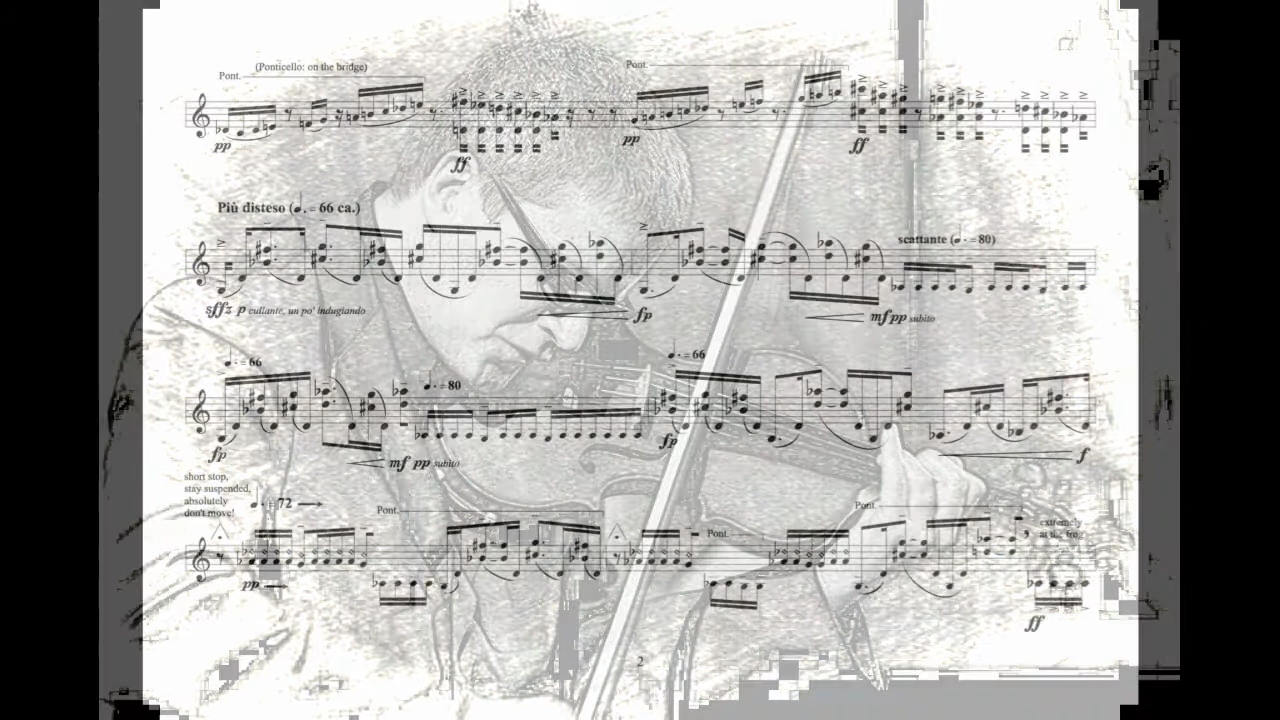 (Ponticello: on the bridge)
Pont.
Pont.
pp
ff
pp
ff
Più disteso (♩. = 66 ca.)
scattante (♩. = 80)
sffz p cullante, un po' indugiando
fp
mf pp subito
♩. = 66
♩. = 80
♩. = 66
fp
mf pp subito
fp
f
short stop,
stay suspended,
absolutely
don't move!
♩. = 72
Pont.
Pont.
Pont.
extremely
at the frog
pp
ff
2